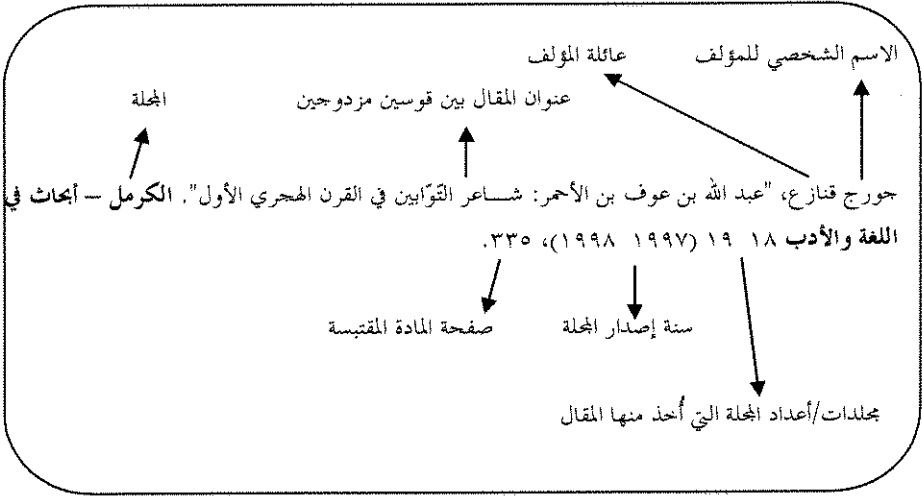 الاسم الشخصي للمؤلف عائلة المؤلف
عنوان المقال بين قوسين مزدوجين المجلة
جورج قنازع، "عبد الله بن عوف بن الأحمر: شـــاعر التّوّابين في القرن الهجري الأول". الكرمل – أبحاث في
اللغة والأدب ١٨ ١٩ (١٩٩٧ ١٩٩٨)، ٣٣٥.
سنة إصدار المجلة صفحة المادة المقتبسة
مجلدات/أعداد المجلة التي أُخذ منها المقال